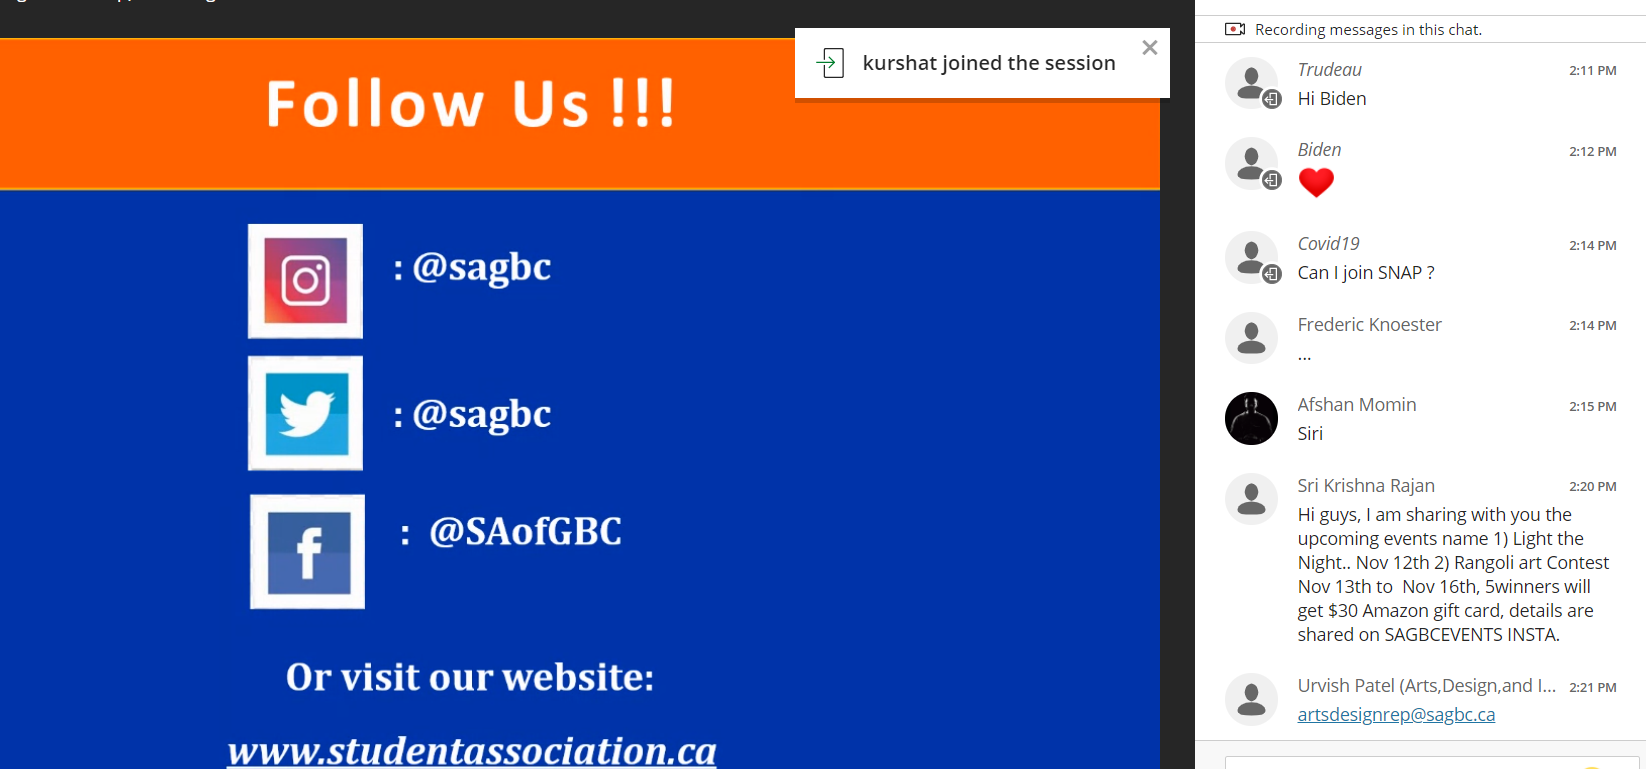 Follow Us !!!
kurshat joined the session
: @sagbc
: @sagbc
: @SAofGBC
Or visit our website:
www.studentassociation.ca
Recording messages in this chat.
Trudeau 2:11 PM
Hi Biden
Biden 2:12 PM
Covid19 2:14 PM
Can I join SNAP ?
Frederic Knoester 2:14 PM
...
Afshan Momin 2:15 PM
Siri
Sri Krishna Rajan 2:20 PM
Hi guys, I am sharing with you the
upcoming events name 1) Light the
Night.. Nov 12th 2) Rangoli art Contest
Nov 13th to  Nov 16th, 5winners will
get $30 Amazon gift card, details are
shared on SAGBCEVENTS INSTA.
Urvish Patel (Arts,Design,and I... 2:21 PM
artsdesignrep@sagbc.ca